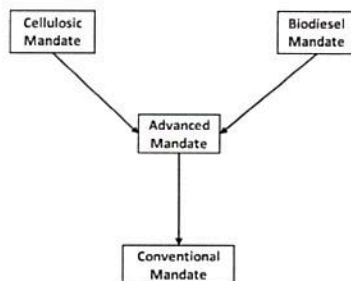 Cellulosic
Mandate
Biodiesel
Mandate
Advanced
Mandate
Conventional
Mandate